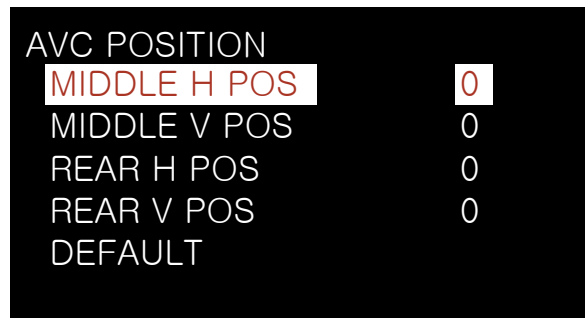 AVC POSITION
MIDDLE H POS 0
MIDDLE V POS 0
REAR H POS 0
REAR V POS 0
DEFAULT